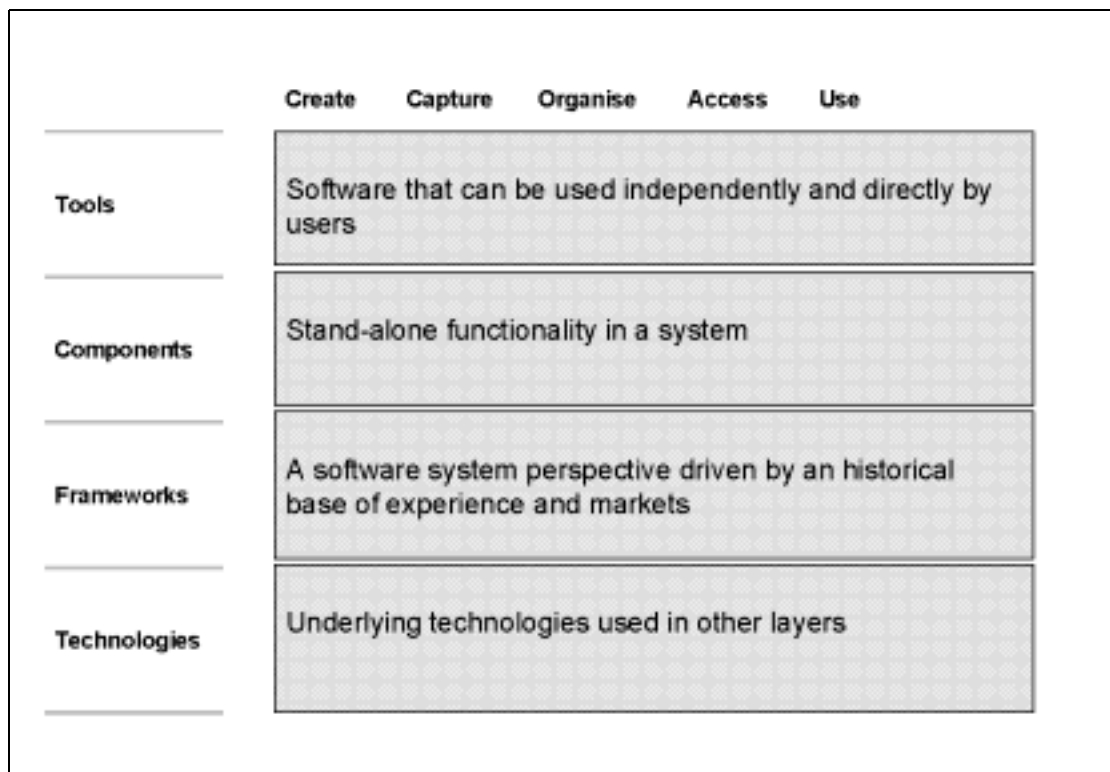 Create Capture Organise Access Use
Tools
Software that can be used independently and directly by
users
Components
Stand-alone functionality in a system
Frameworks
A software system perspective driven by an historical
base of experience and markets
Technologies
Underlying technologies used in other layers